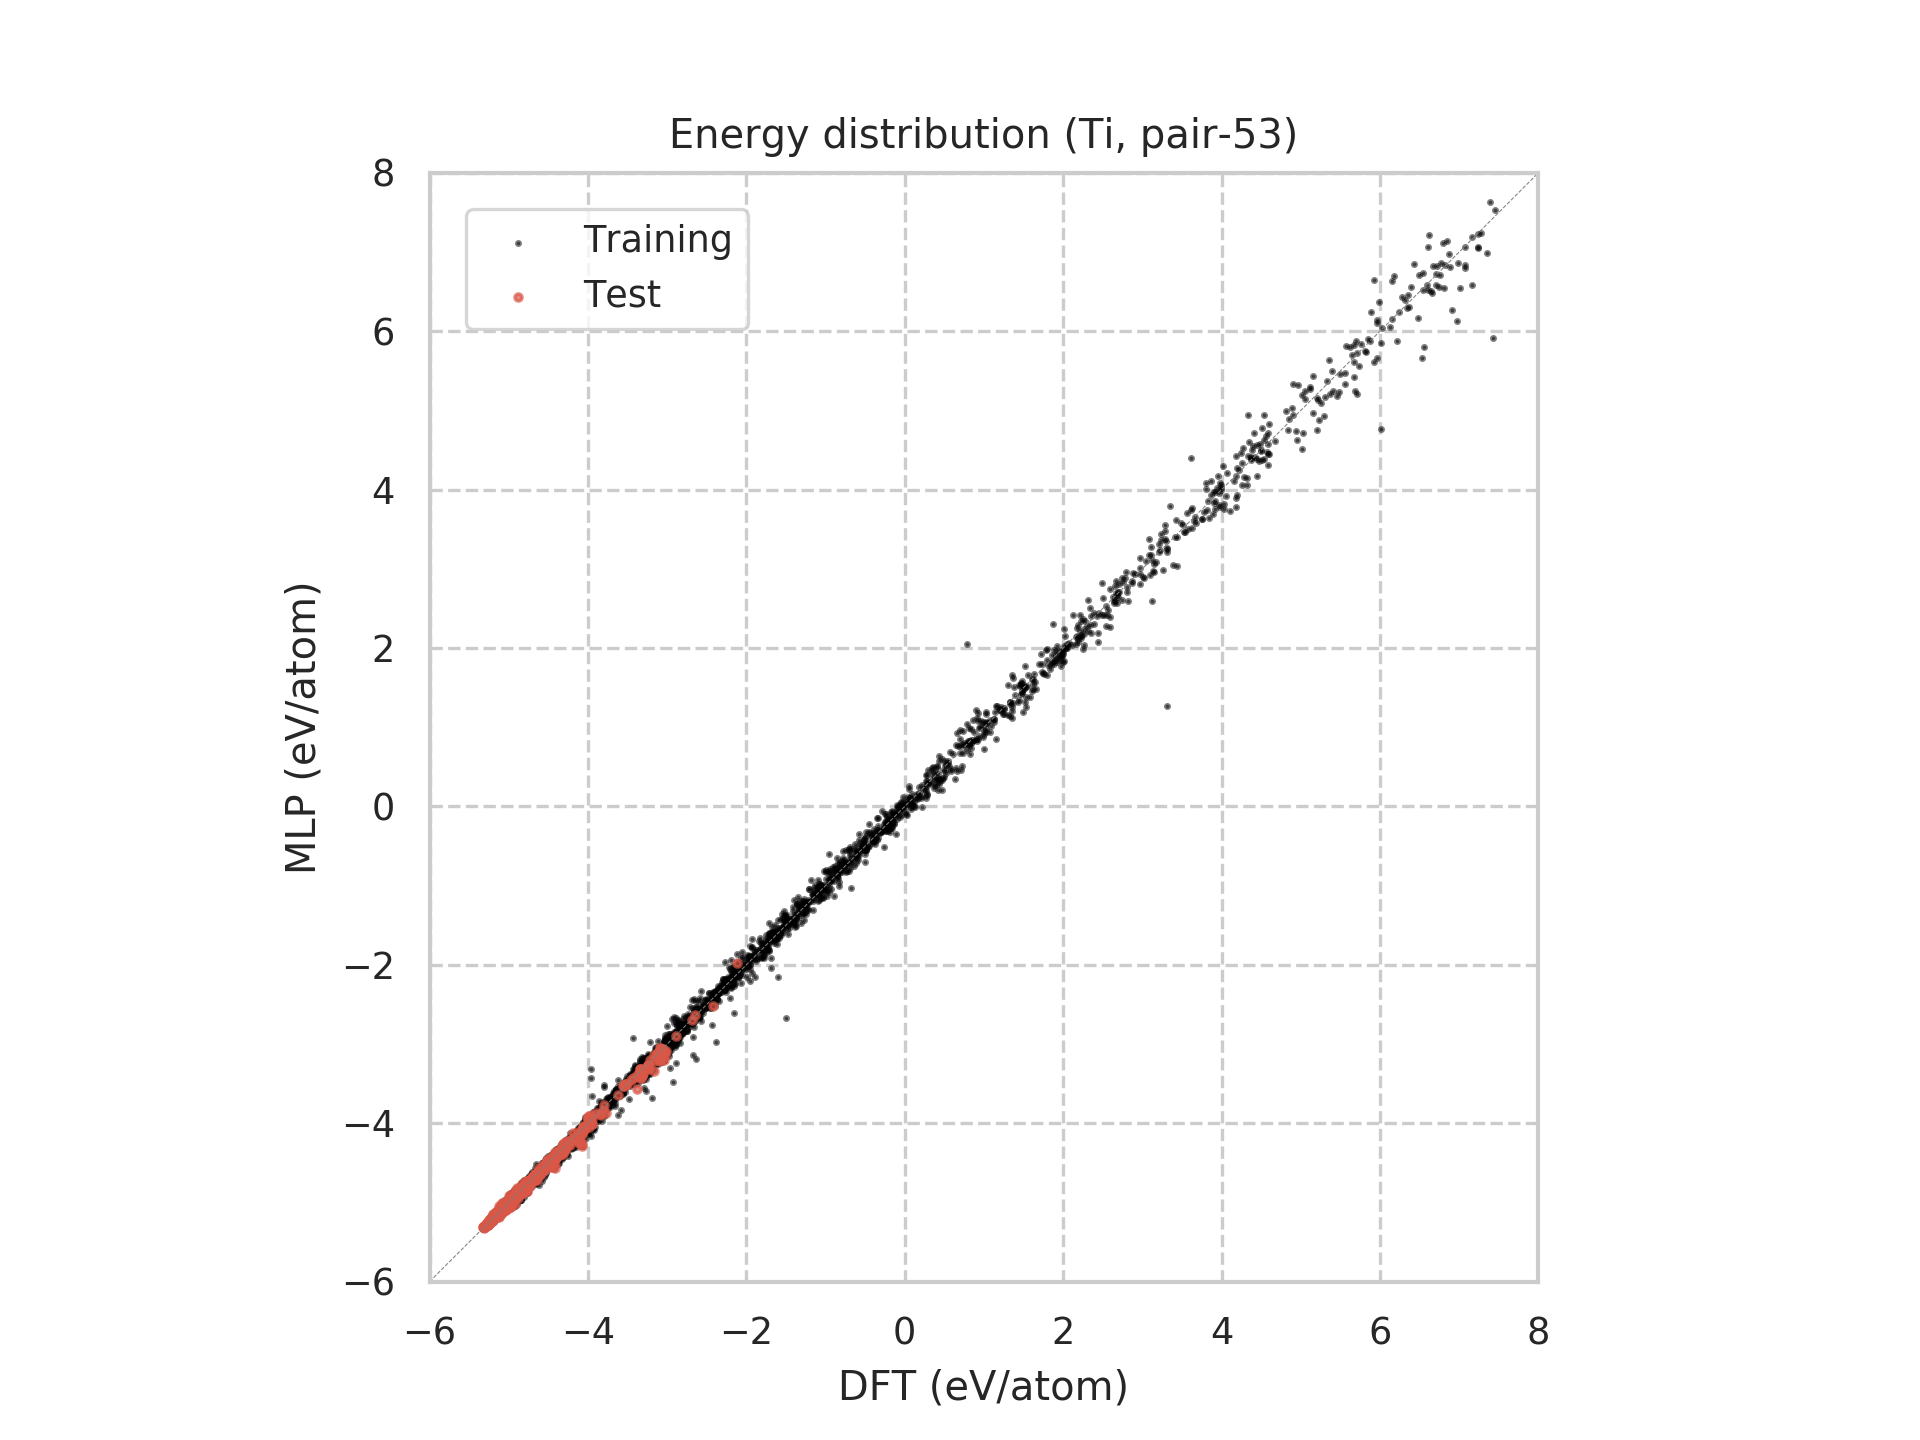 Energy distribution (Ti, pair-53)
Training
Test
8
6
4
2
0
−2
−4
−6
MLP (eV/atom)
−6 −4 −2 0 2 4 6 8
DFT (eV/atom)